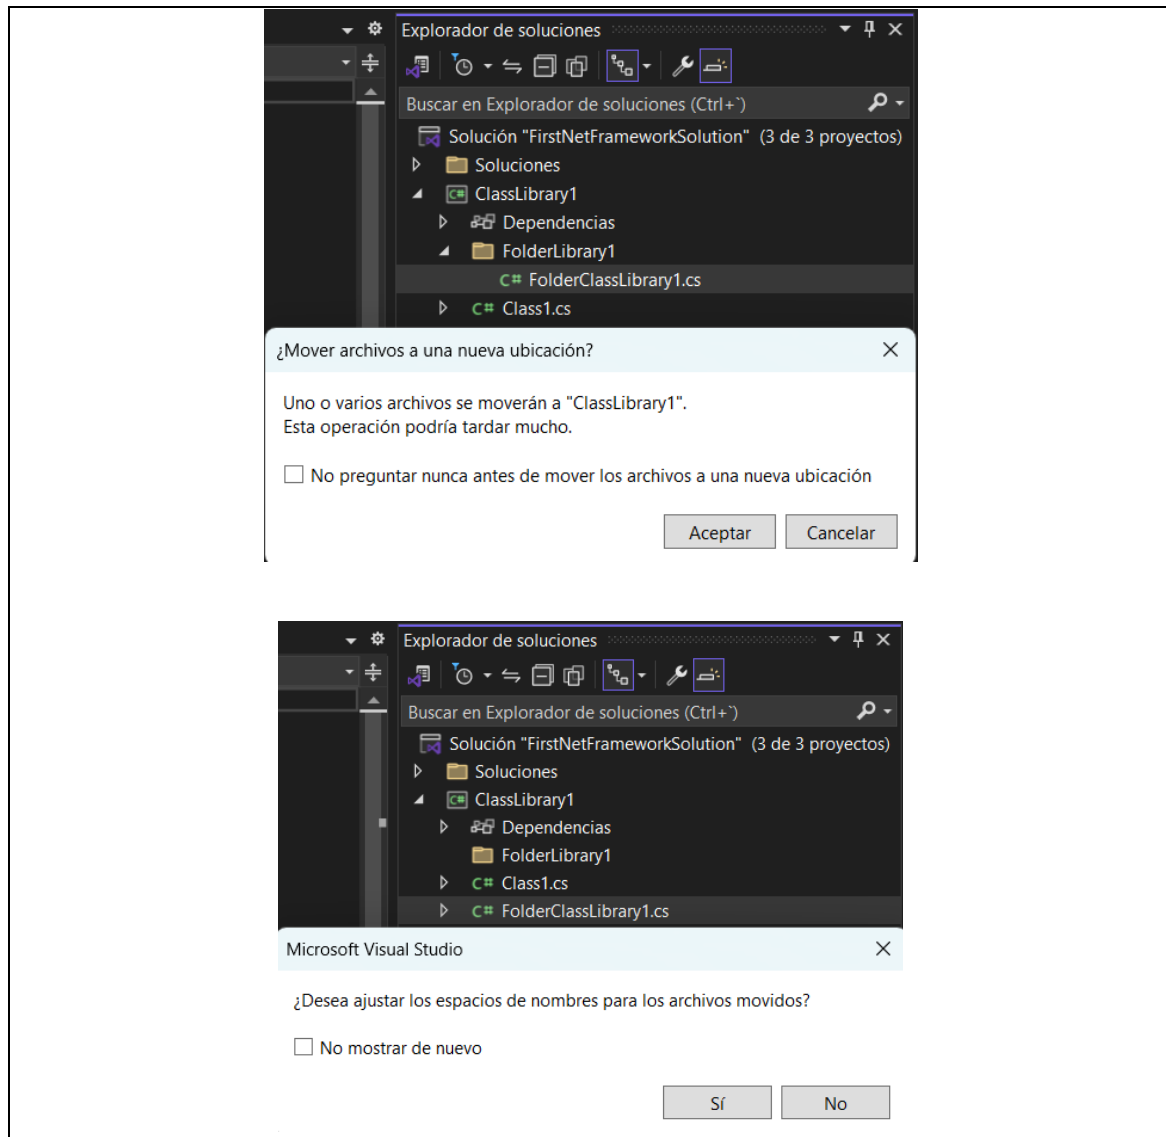 Explorador de soluciones
Buscar en Explorador de soluciones (Ctrl+`)
Solución "FirstNetFrameworkSolution" (3 de 3 proyectos)
Soluciones
C# ClassLibrary1
Dependencias
FolderLibrary1
C# FolderClassLibrary1.cs
C# Class1.cs
¿Mover archivos a una nueva ubicación?
Uno o varios archivos se moverán a "ClassLibrary1".
Esta operación podría tardar mucho.
No preguntar nunca antes de mover los archivos a una nueva ubicación
Aceptar Cancelar
Explorador de soluciones
Buscar en Explorador de soluciones (Ctrl+`)
Solución "FirstNetFrameworkSolution" (3 de 3 proyectos)
Soluciones
C# ClassLibrary1
Dependencias
FolderLibrary1
C# Class1.cs
C# FolderClassLibrary1.cs
Microsoft Visual Studio
¿Desea ajustar los espacios de nombres para los archivos movidos?
No mostrar de nuevo
Sí No